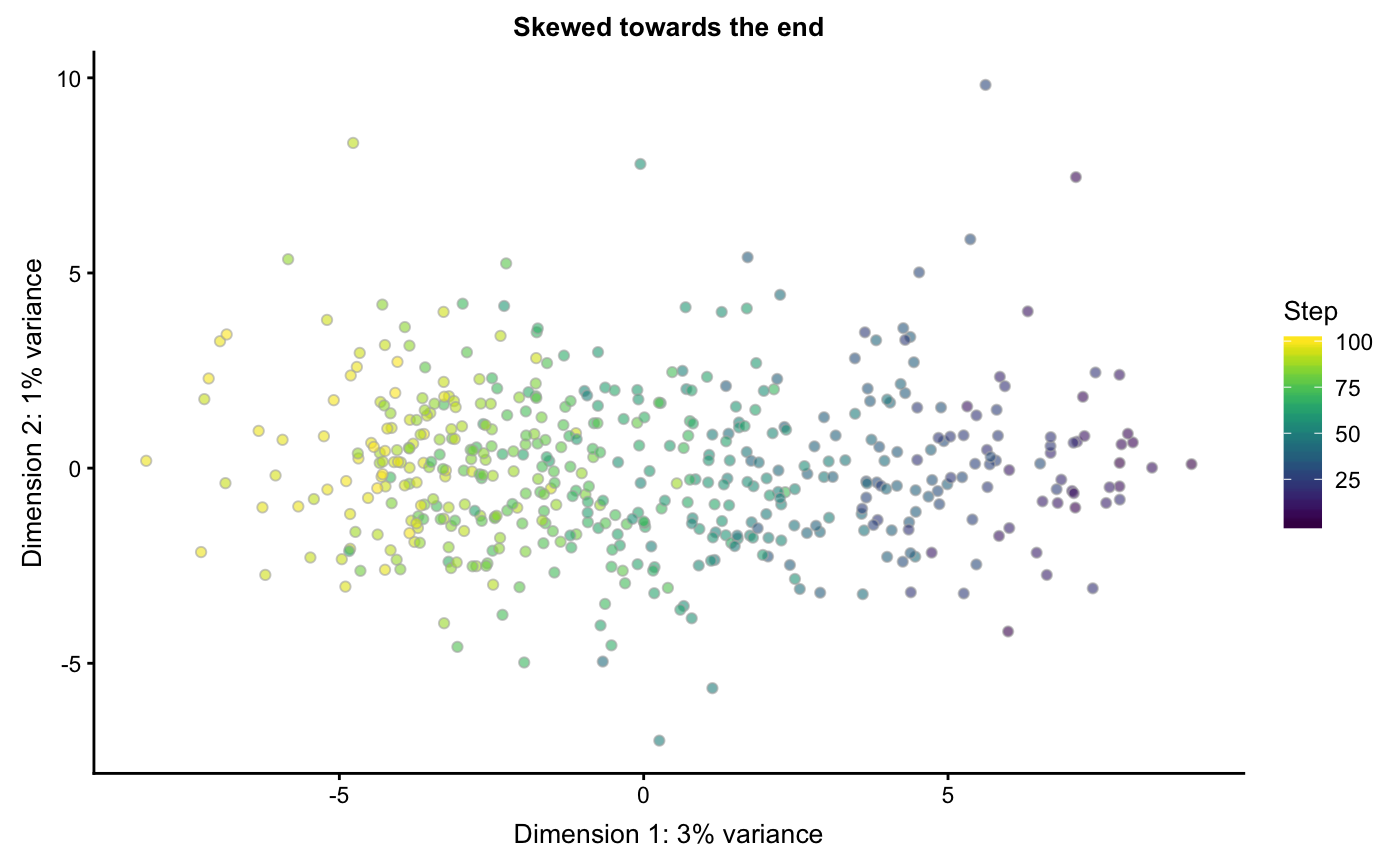 Skewed towards the end
Dimension 2: 1% variance
10
5
0
-5
-5
0
5
Dimension 1: 3% variance
Step
100
75
50
25